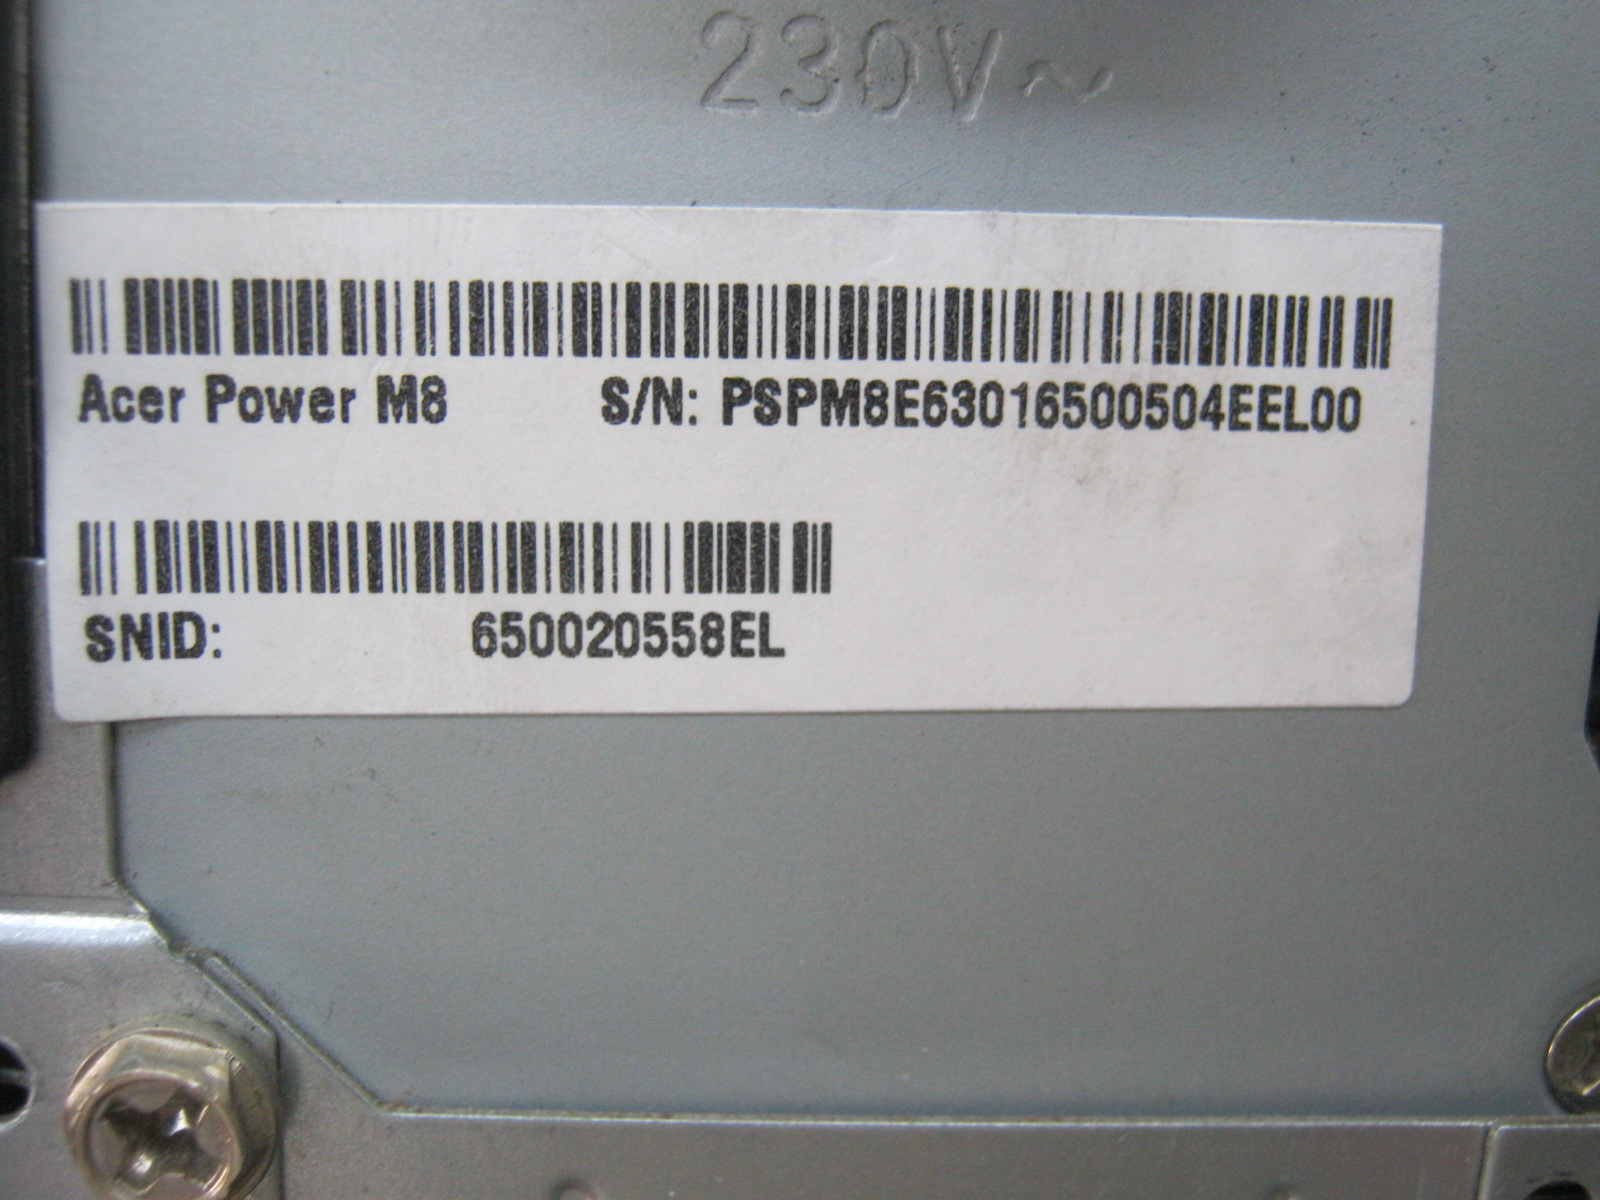 230V~
Acer Power M8 S/N: PSPM8E63016500504EEL00
SNID: 650020558EL